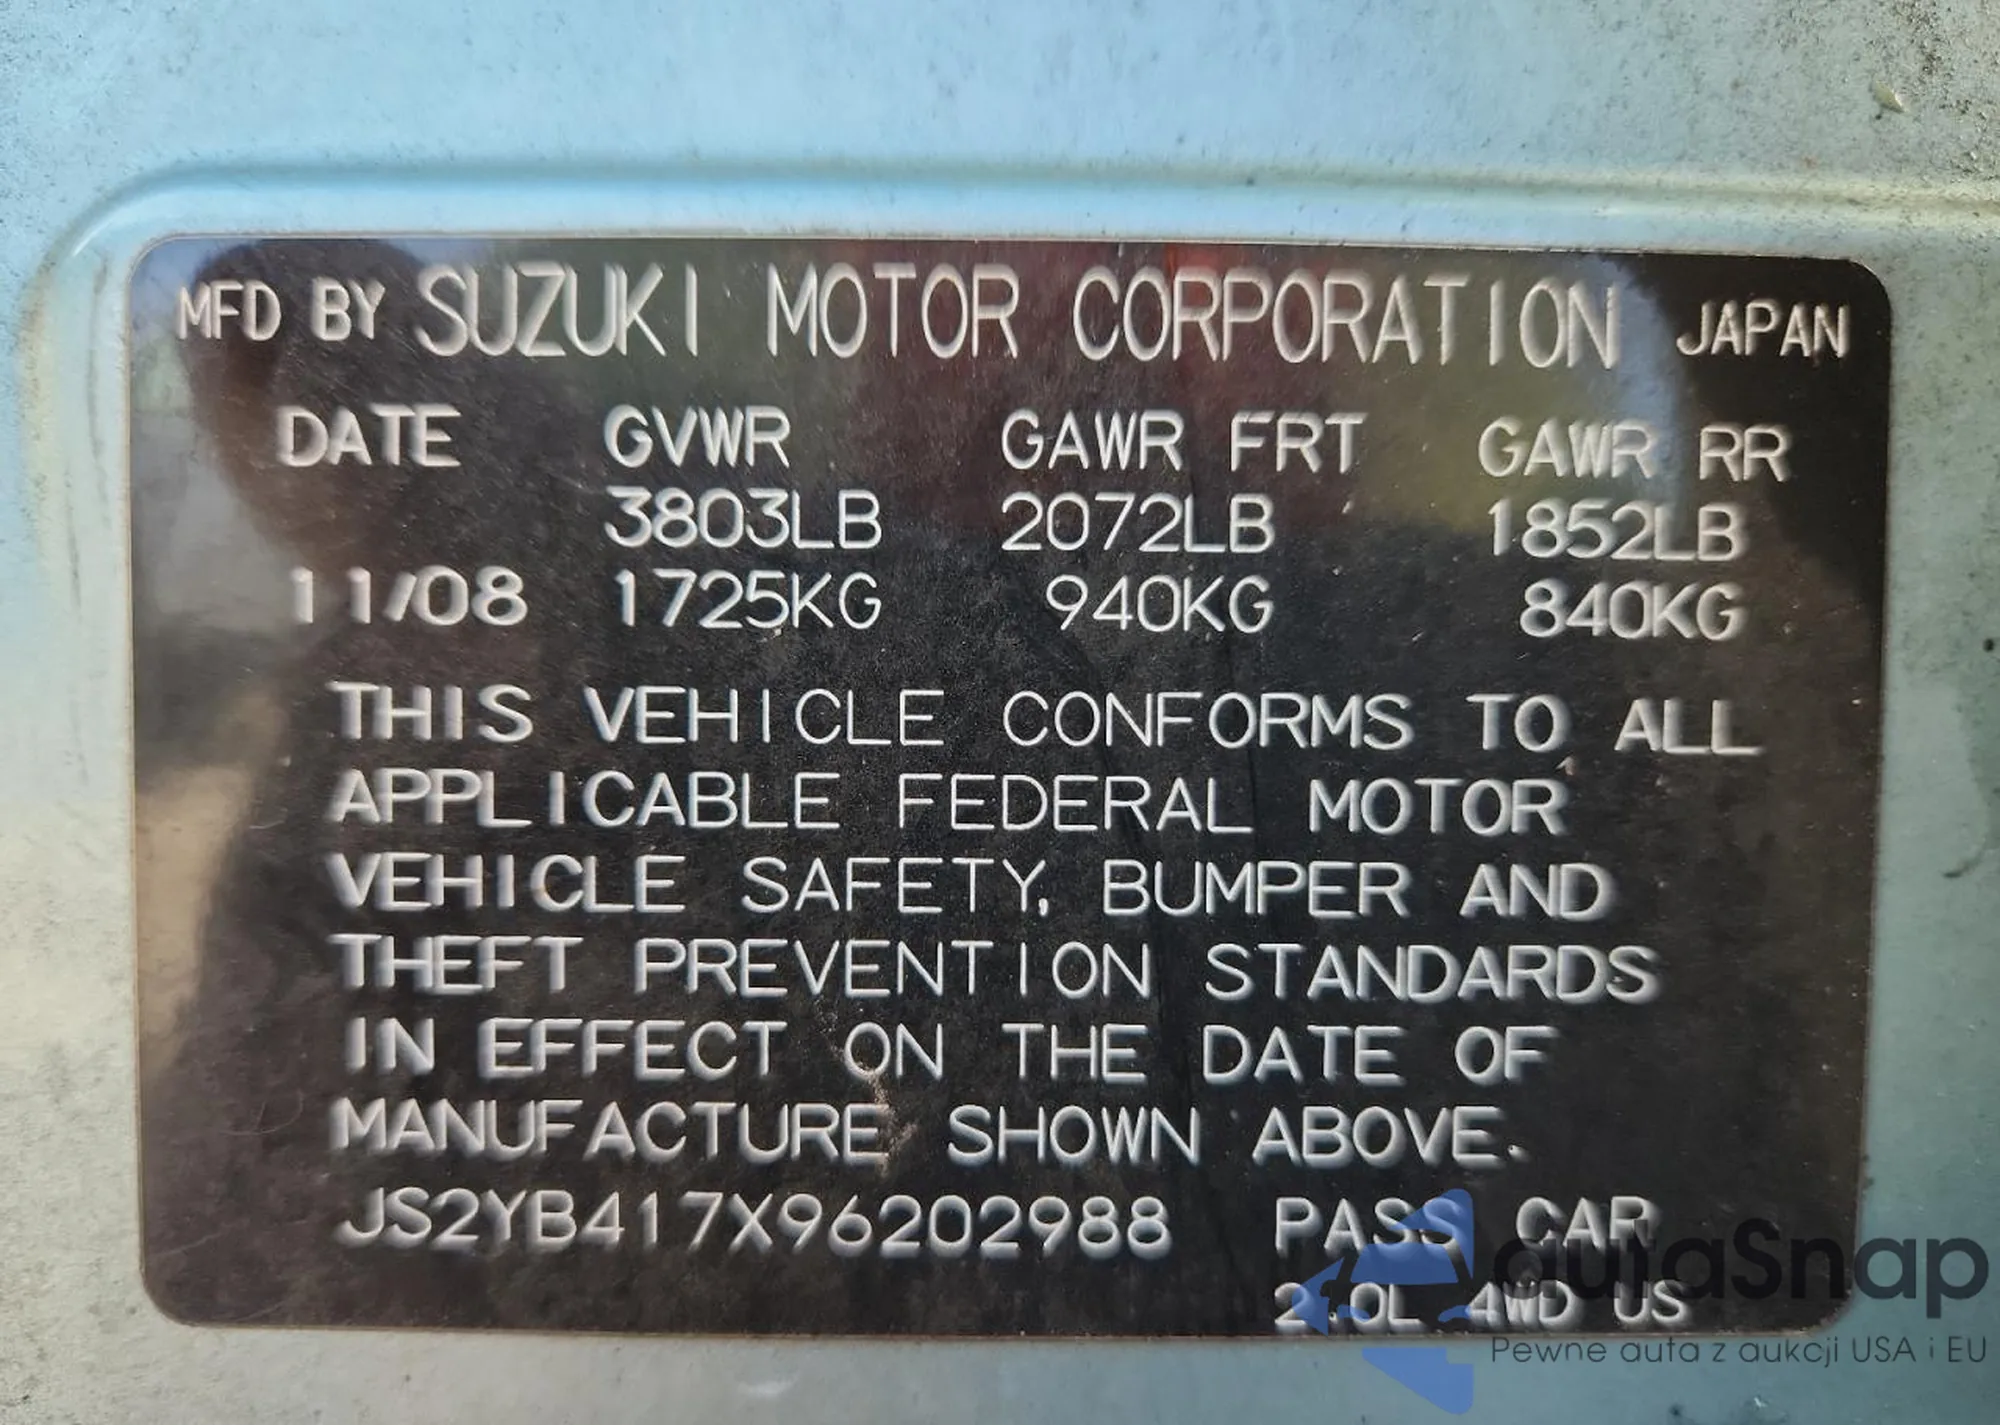 MFD BY SUZUKI MOTOR CORPORATION JAPAN
DATE GVWR GAWR FRT GAWR RR
3803LB 2072LB 1852LB
11/08 1725KG 940KG 840KG
THIS VEHICLE CONFORMS TO ALL
APPLICABLE FEDERAL MOTOR
VEHICLE SAFETY, BUMPER AND
THEFT PREVENTION STANDARDS
IN EFFECT ON THE DATE OF
MANUFACTURE SHOWN ABOVE.
JS2YB417X96202988 PASS CAR
2.0L 4WD US
autaSnap
Pewne auta z aukcji USA i EU